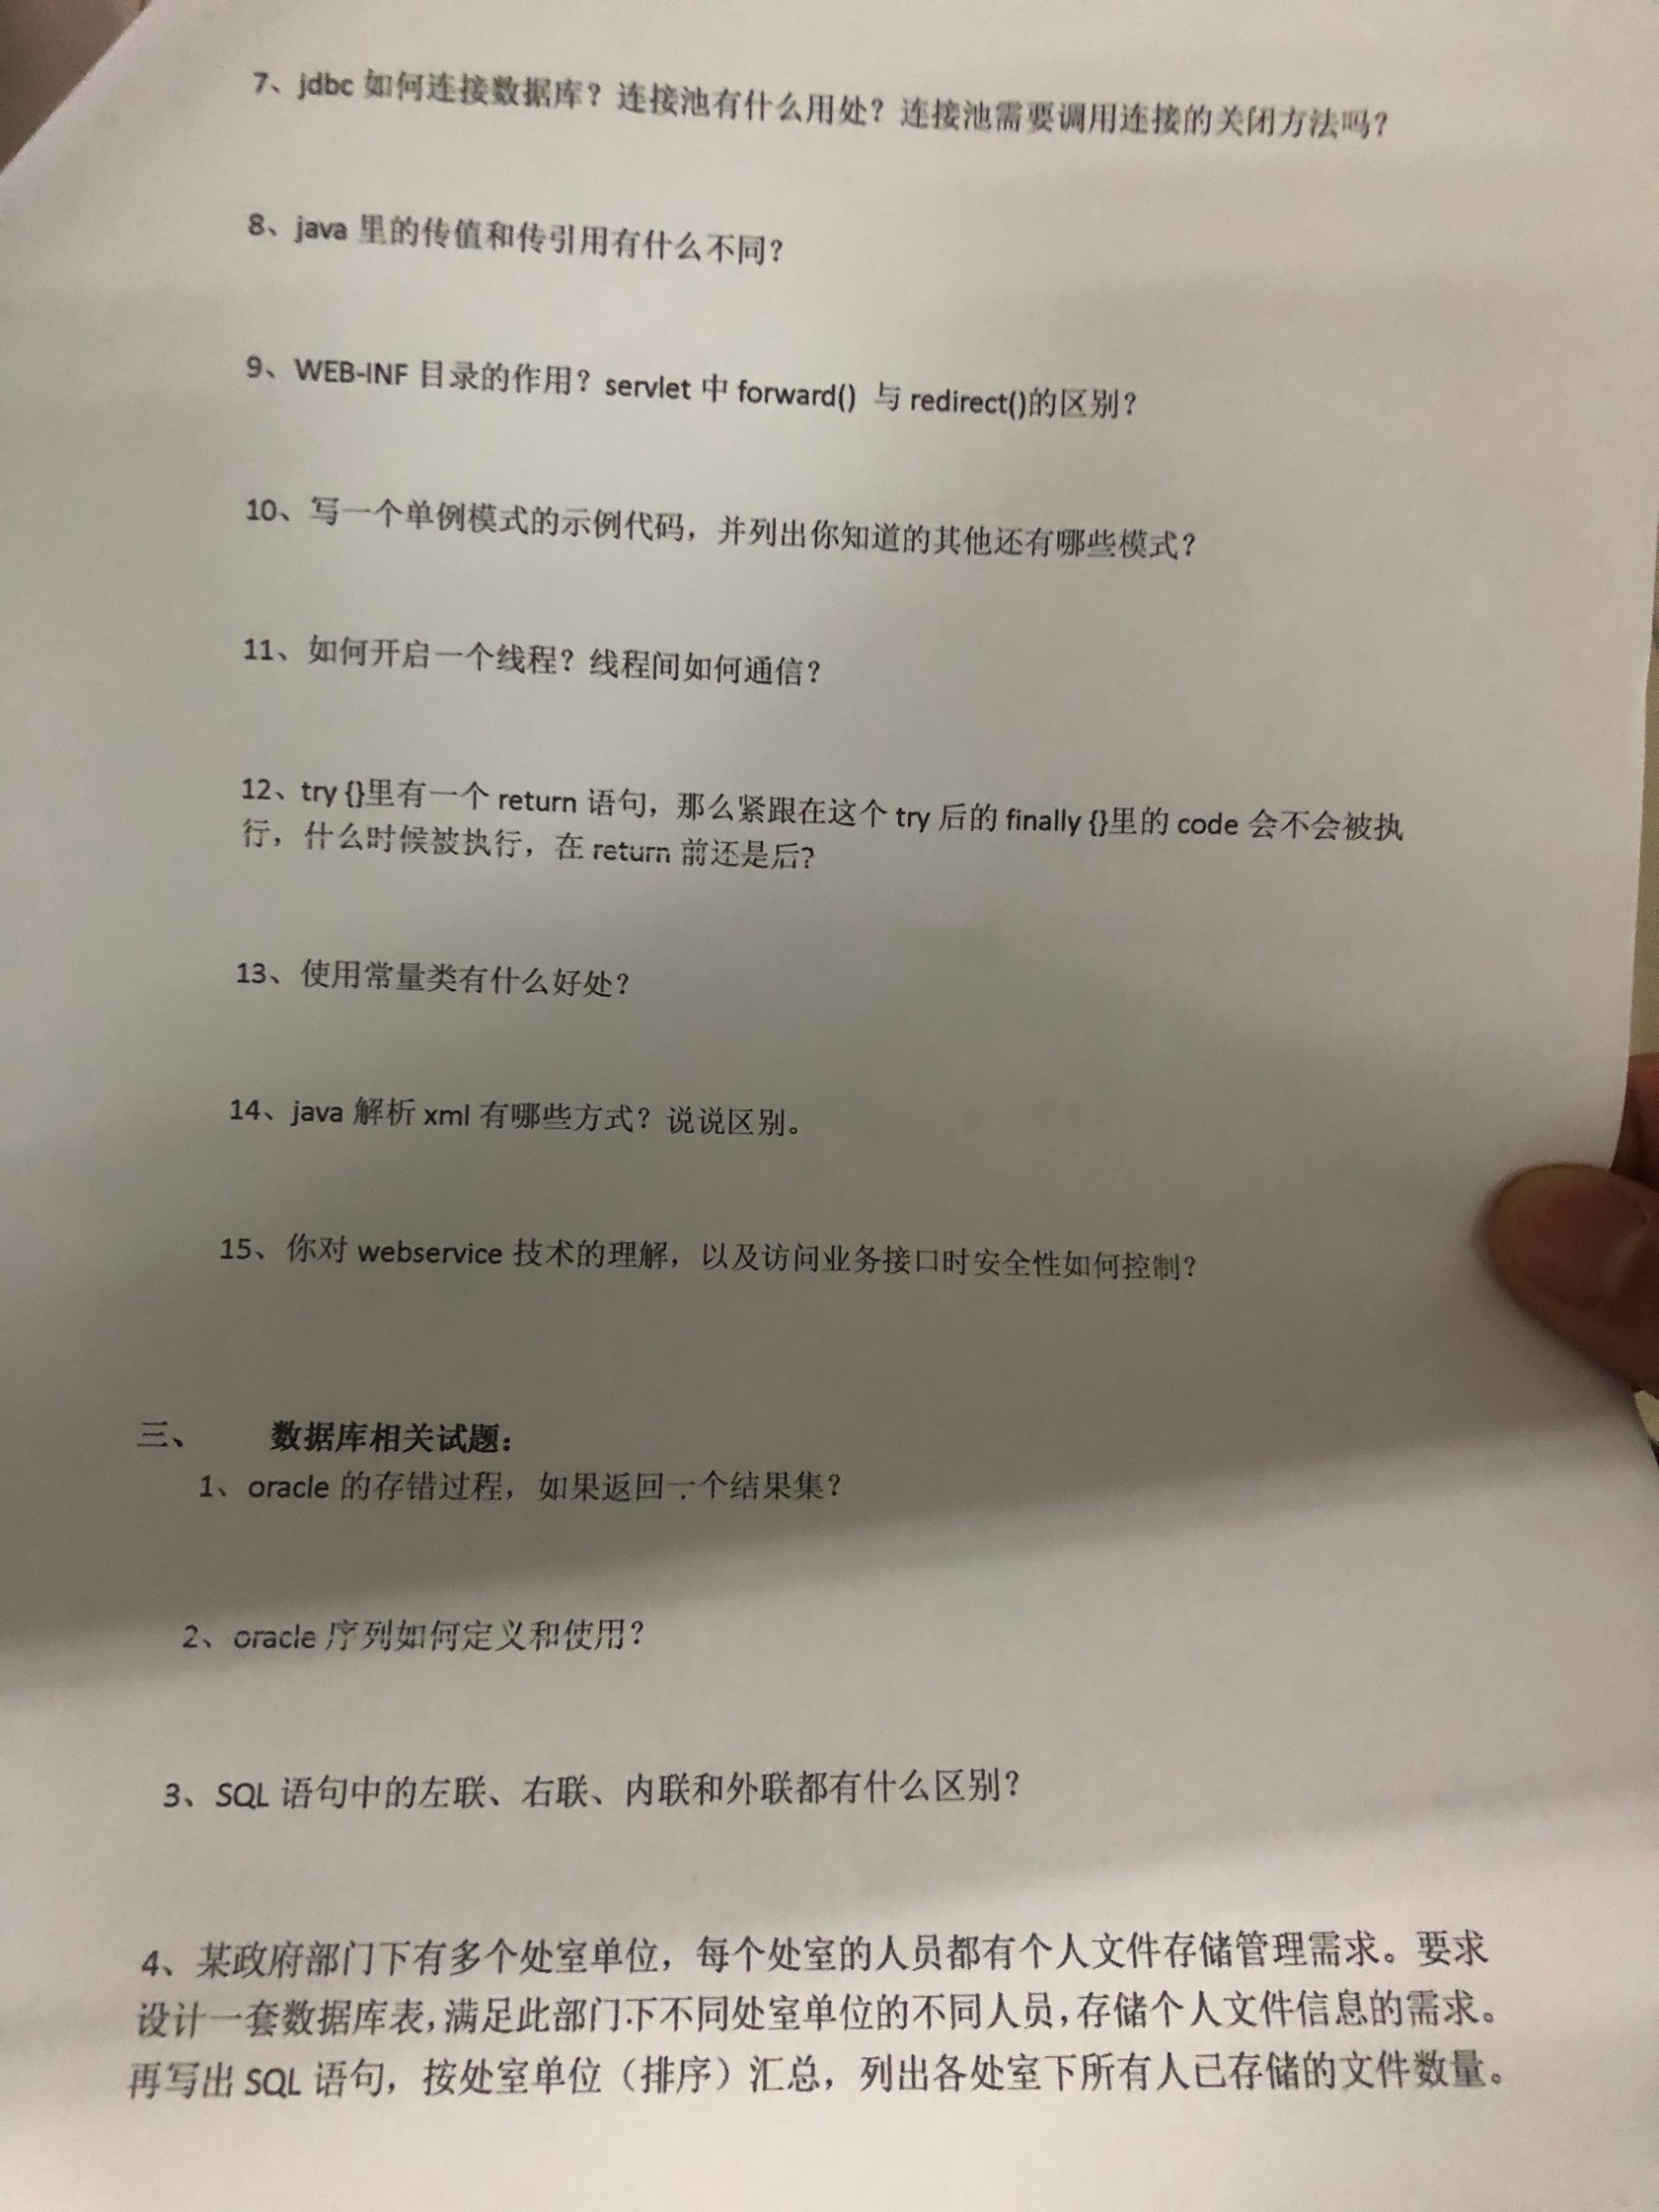 7、jdbc 如何连接数据库？连接池有什么用处？连接池需要调用连接的关闭方法吗？
8、java 里的传值和传引用有什么不同？
9、WEB-INF 目录的作用？servlet 中 forward() 与 redirect()的区别？
10、写一个单例模式的示例代码，并列出你知道的其他还有哪些模式？
11、如何开启一个线程？线程间如何通信？
12、try {}里有一个 return 语句，那么紧跟在这个 try 后的 finally {}里的 code 会不会被执
行，什么时候被执行，在 return 前还是后?
13、使用常量类有什么好处？
14、java 解析 xml 有哪些方式？说说区别。
15、你对 webservice 技术的理解，以及访问业务接口时安全性如何控制？
三、 数据库相关试题：
1、oracle 的存错过程，如果返回一个结果集？
2、oracle 序列如何定义和使用？
3、SQL 语句中的左联、右联、内联和外联都有什么区别？
4、某政府部门下有多个处室单位，每个处室的人员都有个人文件存储管理需求。要求
设计一套数据库表，满足此部门下不同处室单位的不同人员，存储个人文件信息的需求。
再写出 SQL 语句，按处室单位（排序）汇总，列出各处室下所有人已存储的文件数量。